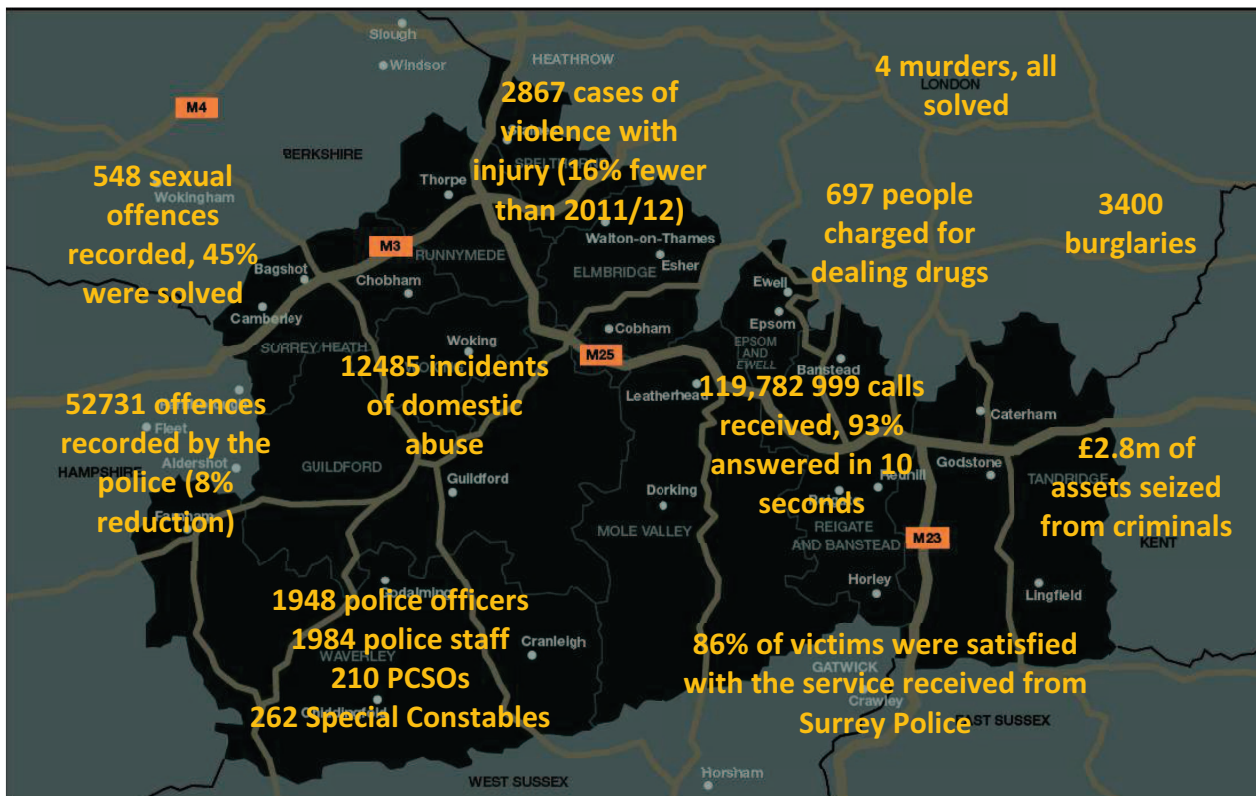 Slough
Windsor
HEATHROW
4 murders, all
LONDON
solved
M4
2867 cases of
violence with
injury (16% fewer
than 2011/12)
BERKSHIRE
Thorpe
548 sexual
Wokingham
offences
recorded, 45%
were solved
697 people
charged for
dealing drugs
3400
burglaries
M3
RUNNYMEDE
Walton-on-Thames
Esher
ELMBRIDGE
Bagshot
Chobham
Camberley
Ewell
Epsom
EPSOM
AND
EWELL
Banstead
Cobham
Woking
SURREY HEATH
M25
12485 incidents
of domestic
abuse
Leatherhead
119,782 999 calls
received, 93%
answered in 10
seconds
Caterham
52731 offences
recorded by the
police (8%
reduction)
Fleet
Aldershot
HAMPSHIRE
Farnham
GUILDFORD
Guildford
Dorking
MOLE VALLEY
Redhill
Reigate
REIGATE
AND BANSTEAD
Godstone
TANDRIDGE
£2.8m of
assets seized
from criminals
KENT
M23
Horley
Lingfield
Godalming
1948 police officers
1984 police staff
210 PCSOs
262 Special Constables
WAVERLEY
Cranleigh
86% of victims were satisfied
with the service received from
Surrey Police
GATWICK
Crawley
EAST SUSSEX
WEST SUSSEX
Horsham